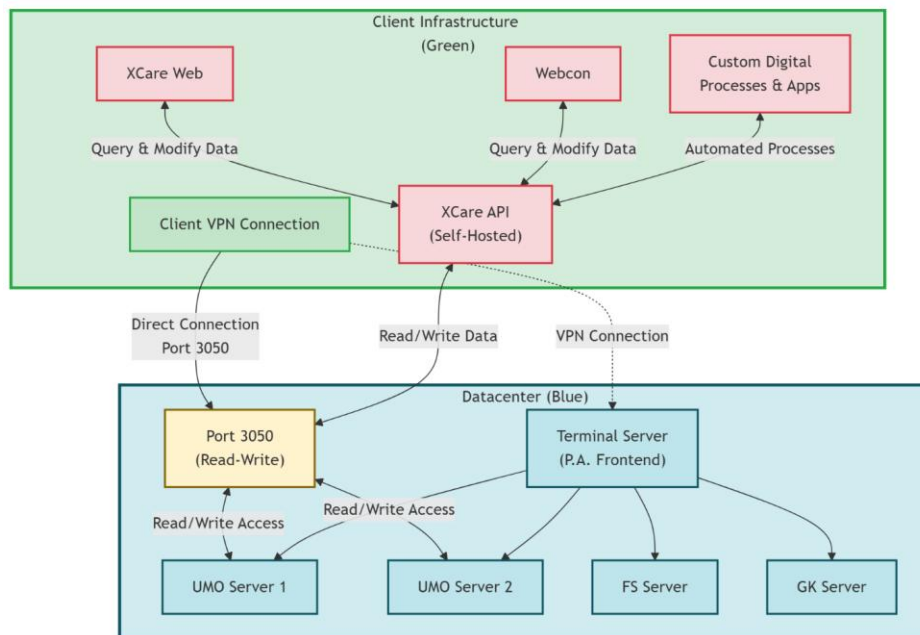 Client Infrastructure
(Green)
XCare Web
Webcon
Custom Digital
Processes & Apps
Query & Modify Data
Query & Modify Data
Automated Processes
Client VPN Connection
XCare API
(Self-Hosted)
Direct Connection
Port 3050
Read/Write Data
VPN Connection
Datacenter (Blue)
Port 3050
(Read-Write)
Terminal Server
(P.A. Frontend)
Read/Write Access
Read/Write Access
UMO Server 1
UMO Server 2
FS Server
GK Server